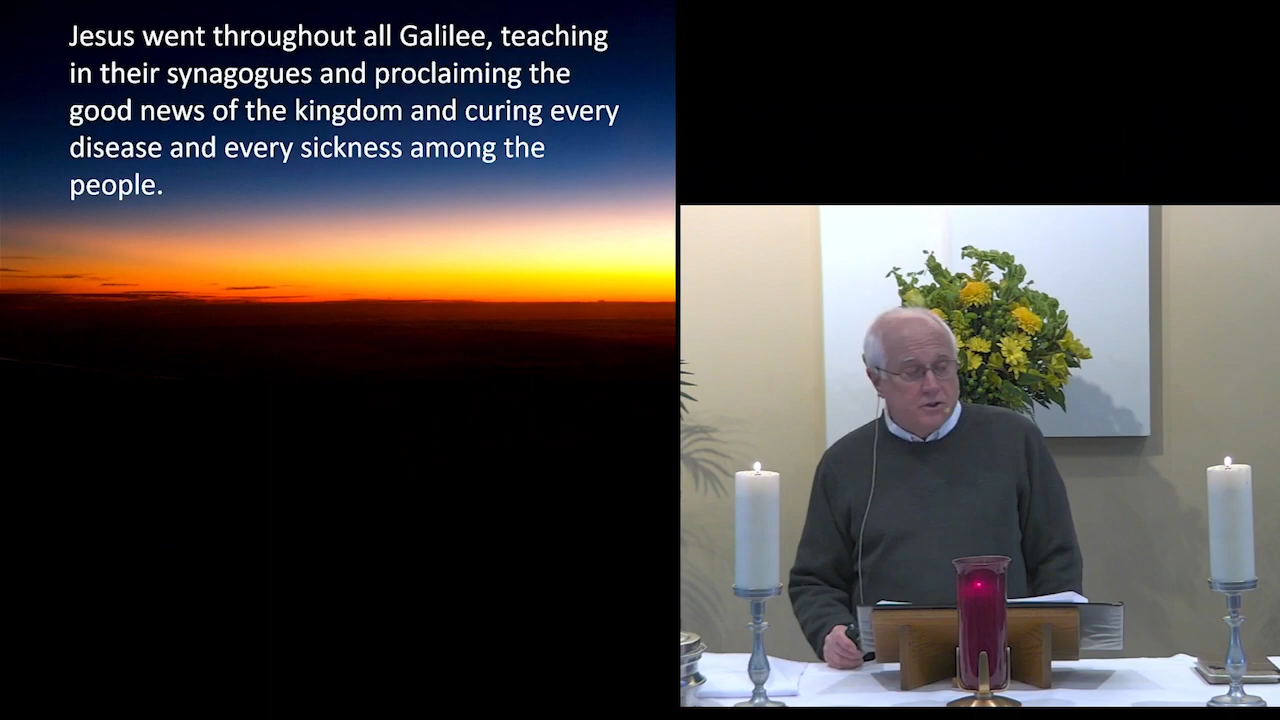 Jesus went throughout all Galilee, teaching
in their synagogues and proclaiming the
good news of the kingdom and curing every
disease and every sickness among the
people.